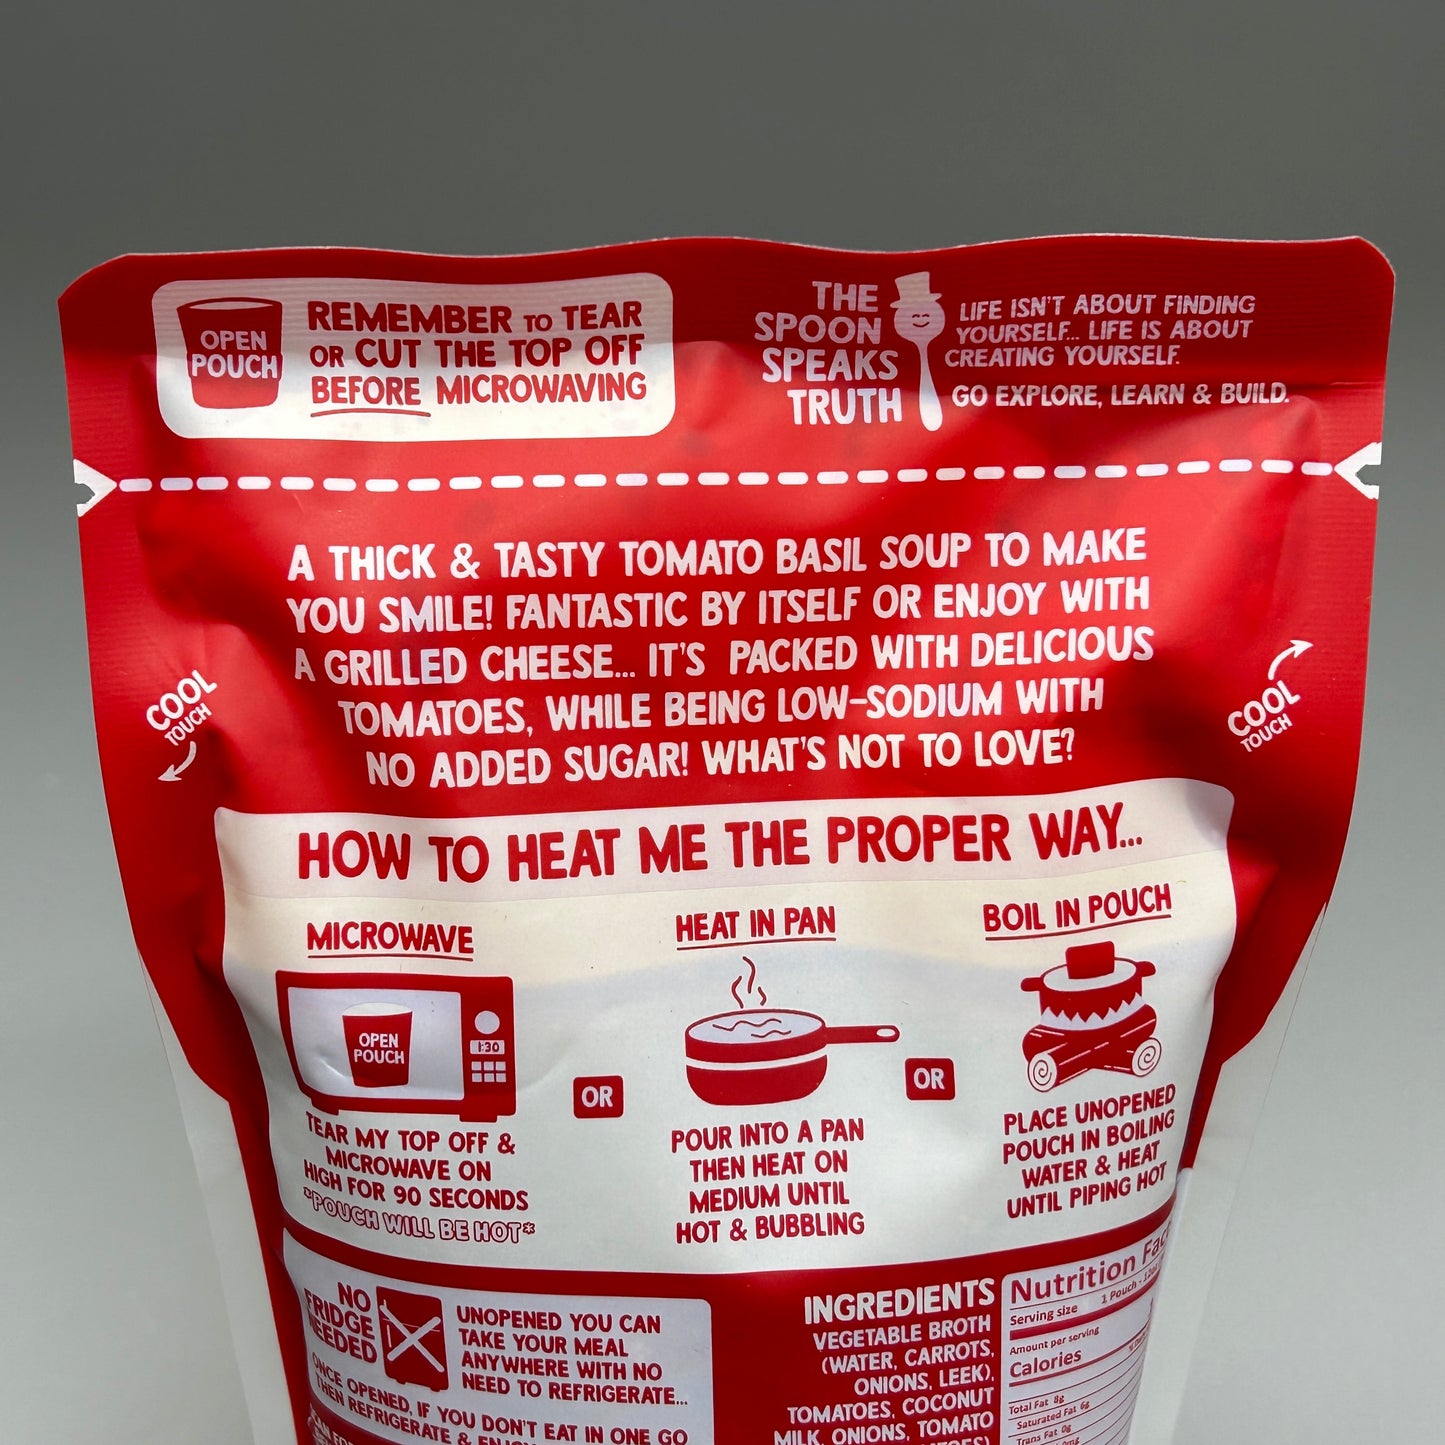 OPEN
POUCH
REMEMBER TO TEAR
OR CUT THE TOP OFF
BEFORE MICROWAVING
THE
SPOON
SPEAKS
TRUTH
LIFE ISN'T ABOUT FINDING
YOURSELF... LIFE IS ABOUT
CREATING YOURSELF.
GO EXPLORE, LEARN & BUILD.
A THICK & TASTY TOMATO BASIL SOUP TO MAKE
YOU SMILE! FANTASTIC BY ITSELF OR ENJOY WITH
A GRILLED CHEESE... IT'S PACKED WITH DELICIOUS
TOMATOES, WHILE BEING LOW-SODIUM WITH
NO ADDED SUGAR! WHAT'S NOT TO LOVE?
COOL
TOUCH
COOL
TOUCH
HOW TO HEAT ME THE PROPER WAY...
MICROWAVE
OPEN
POUCH
1:30
TEAR MY TOP OFF &
MICROWAVE ON
HIGH FOR 90 SECONDS
*POUCH WILL BE HOT*
OR
HEAT IN PAN
POUR INTO A PAN
THEN HEAT ON
MEDIUM UNTIL
HOT & BUBBLING
OR
BOIL IN POUCH
PLACE UNOPENED
POUCH IN BOILING
WATER & HEAT
UNTIL PIPING HOT
NO
FRIDGE
NEEDED
UNOPENED YOU CAN
TAKE YOUR MEAL
ANYWHERE WITH NO
NEED TO REFRIGERATE...
ONCE OPENED, IF YOU DON'T EAT IN ONE GO
THEN REFRIGERATE &
INGREDIENTS
VEGETABLE BROTH
(WATER, CARROTS,
ONIONS, LEEK),
TOMATOES, COCONUT
MILK, ONIONS, TOMATO
Nutrition
Serving size 1 Pouch -
Amount per serving
Calories
Total Fat 8g
Saturated Fat 6g
Trans Fat 0g